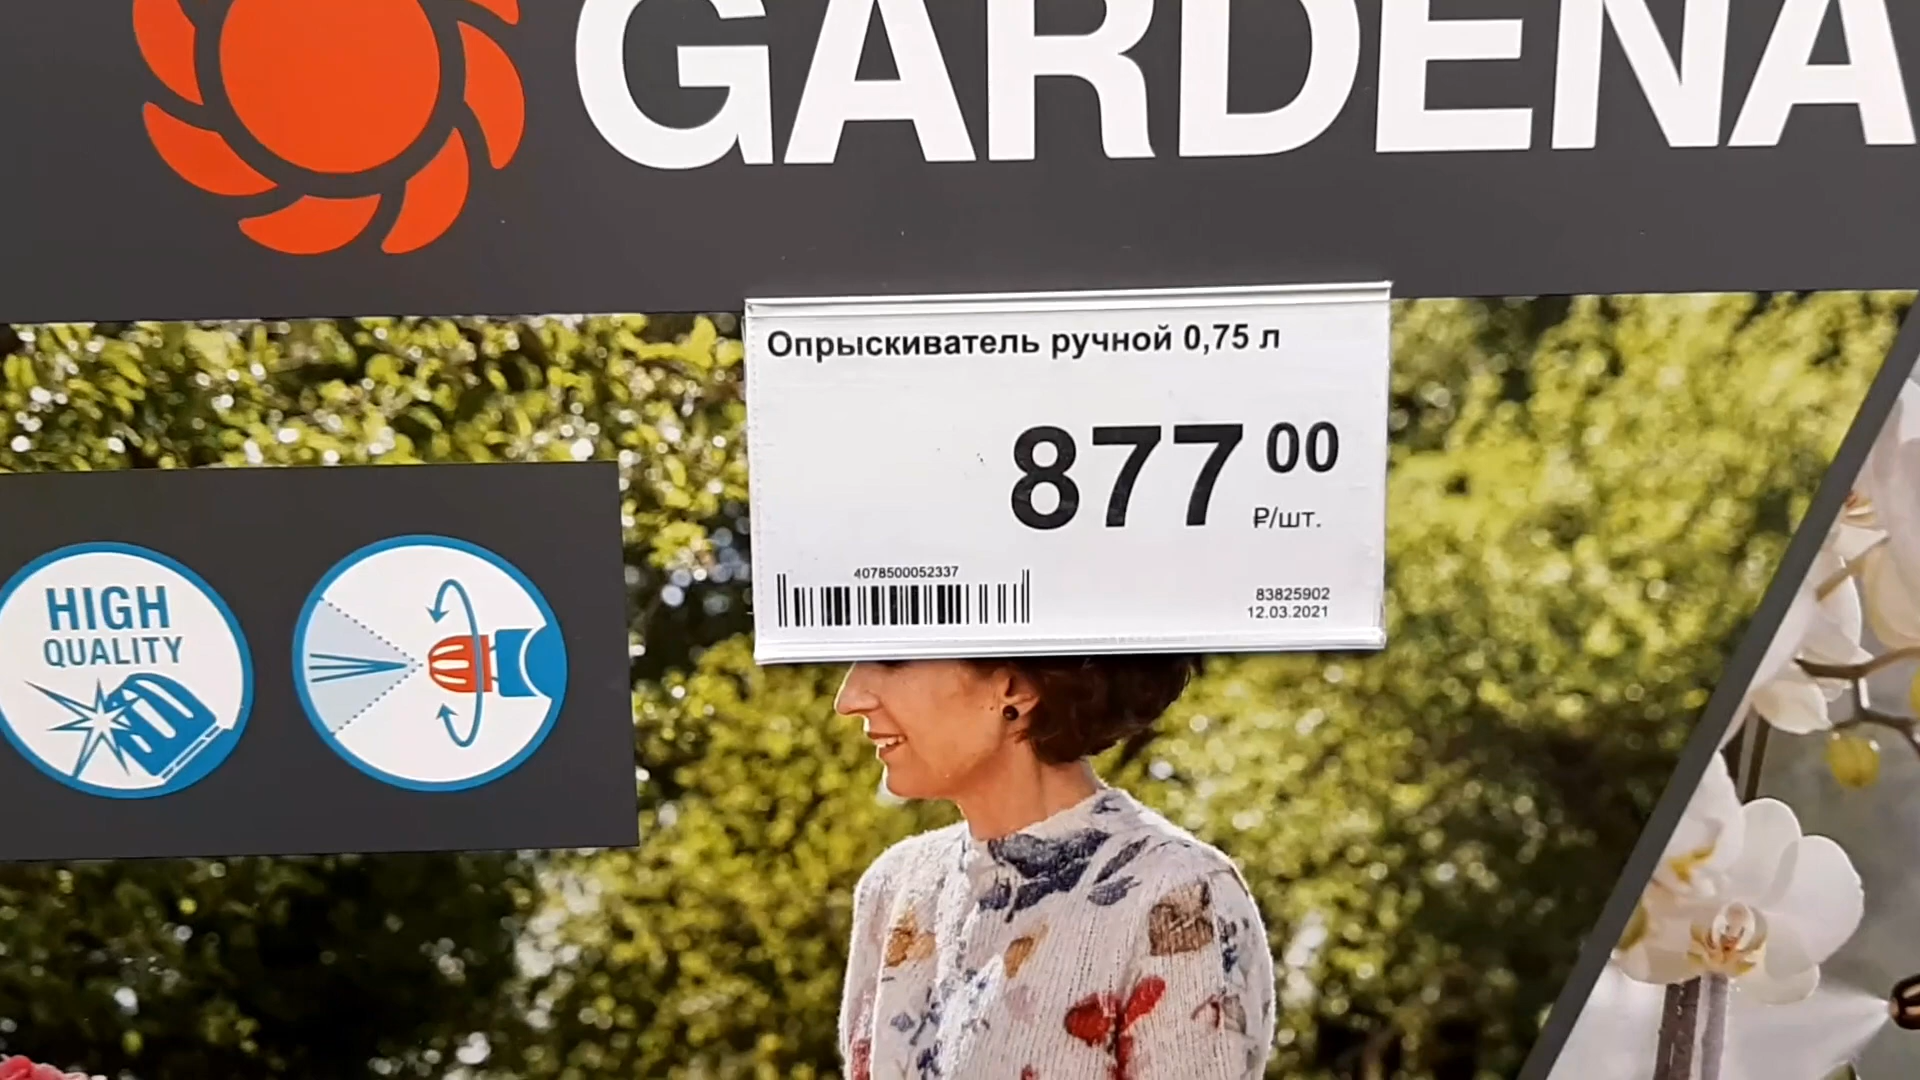 GARDENA
Опрыскиватель ручной 0,75 л
877 00
₽/шт.
4078500052337
83825902
12.03.2021
HIGH
QUALITY